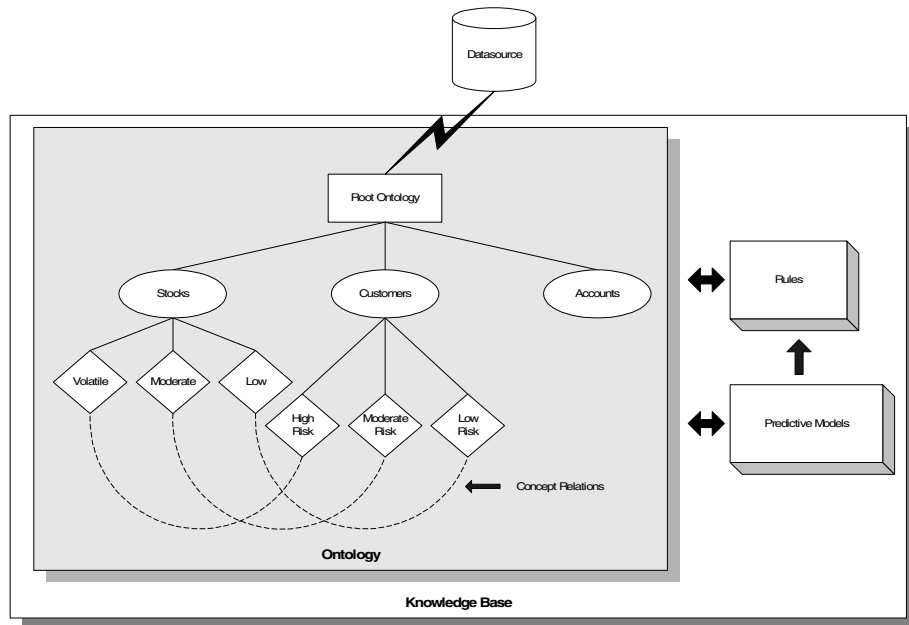 Datasource
Root Ontology
Stocks
Customers
Accounts
Rules
Volatile
Moderate
Low
High
Risk
Moderate
Risk
Low
Risk
Predictive Models
Concept Relations
Ontology
Knowledge Base